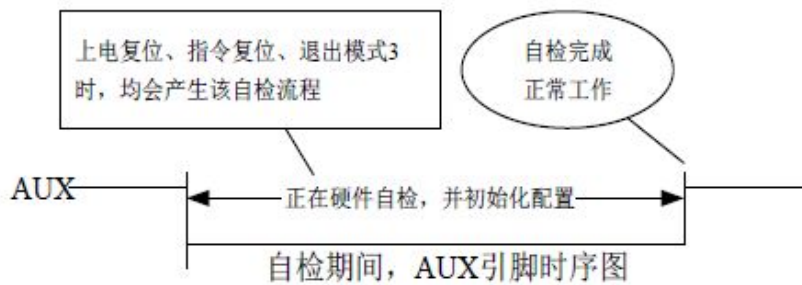 上电复位、指令复位、退出模式3
时，均会产生该自检流程
自检完成
正常工作
AUX
正在硬件自检，并初始化配置
自检期间，AUX引脚时序图